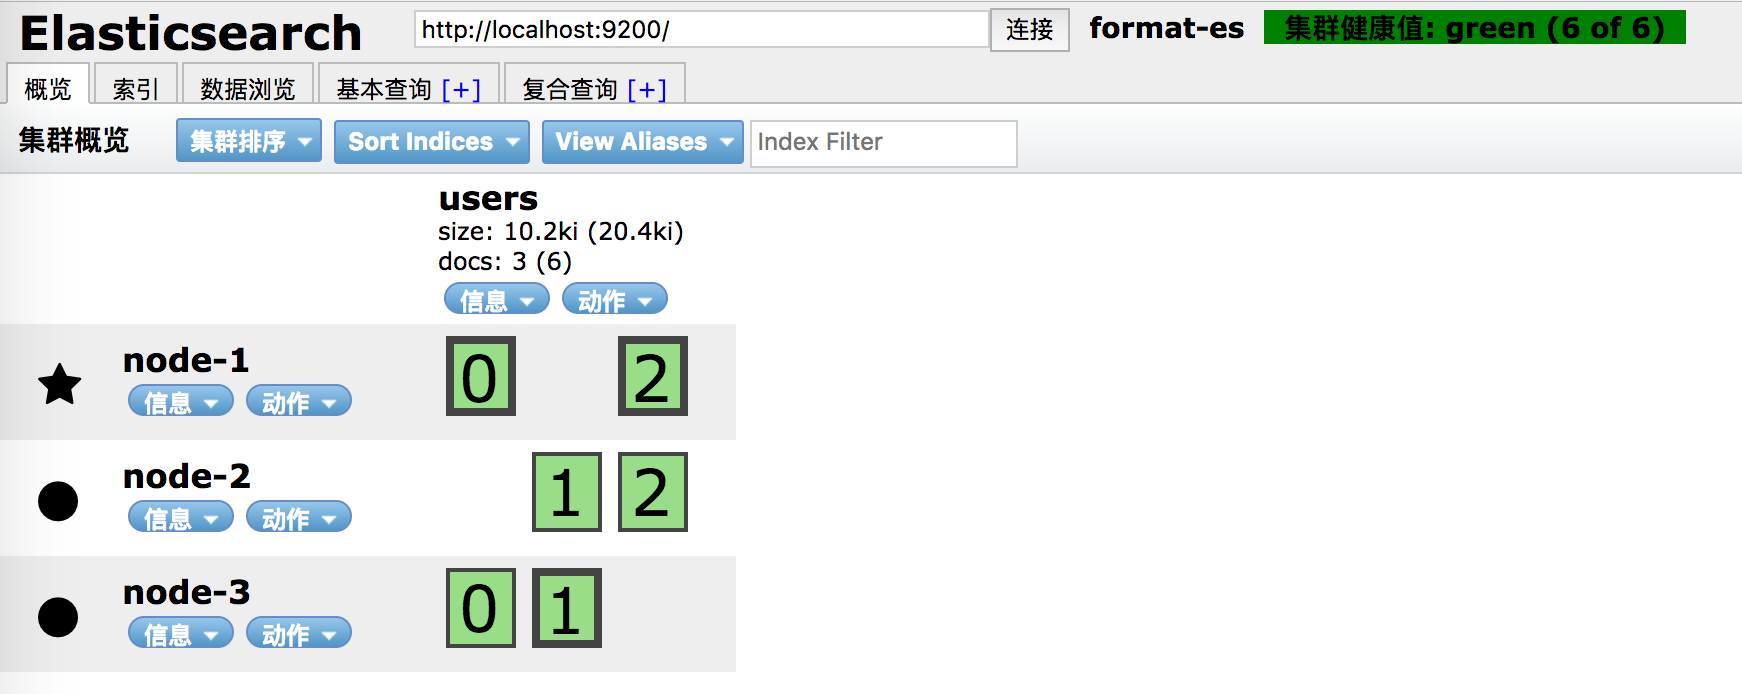 Elasticsearch http://localhost:9200/ 连接 format-es 集群健康值: green (6 of 6)
概览 索引 数据浏览 基本查询 [+] 复合查询 [+]
集群概览 集群排序 Sort Indices View Aliases Index Filter
users
size: 10.2ki (20.4ki)
docs: 3 (6)
信息 动作
node-1 0 2
信息 动作
node-2 1 2
信息 动作
node-3 0 1
信息 动作